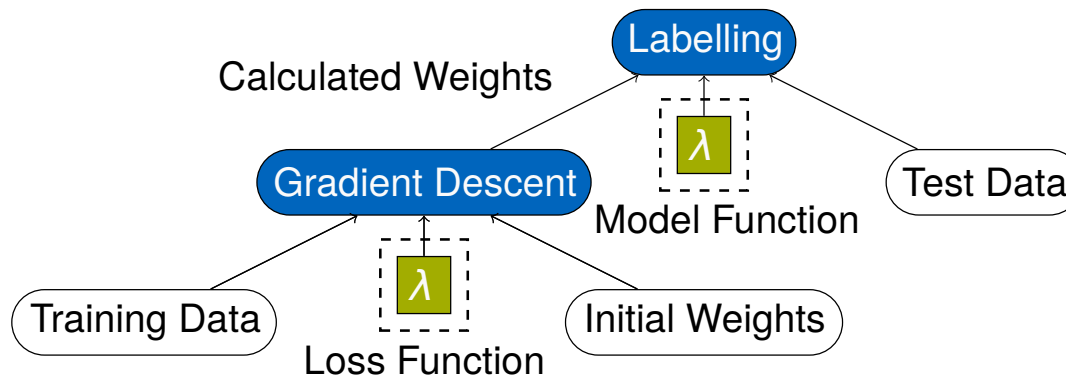 Labelling
Calculated Weights
λ
Gradient Descent
Test Data
Model Function
λ
Training Data
Initial Weights
Loss Function